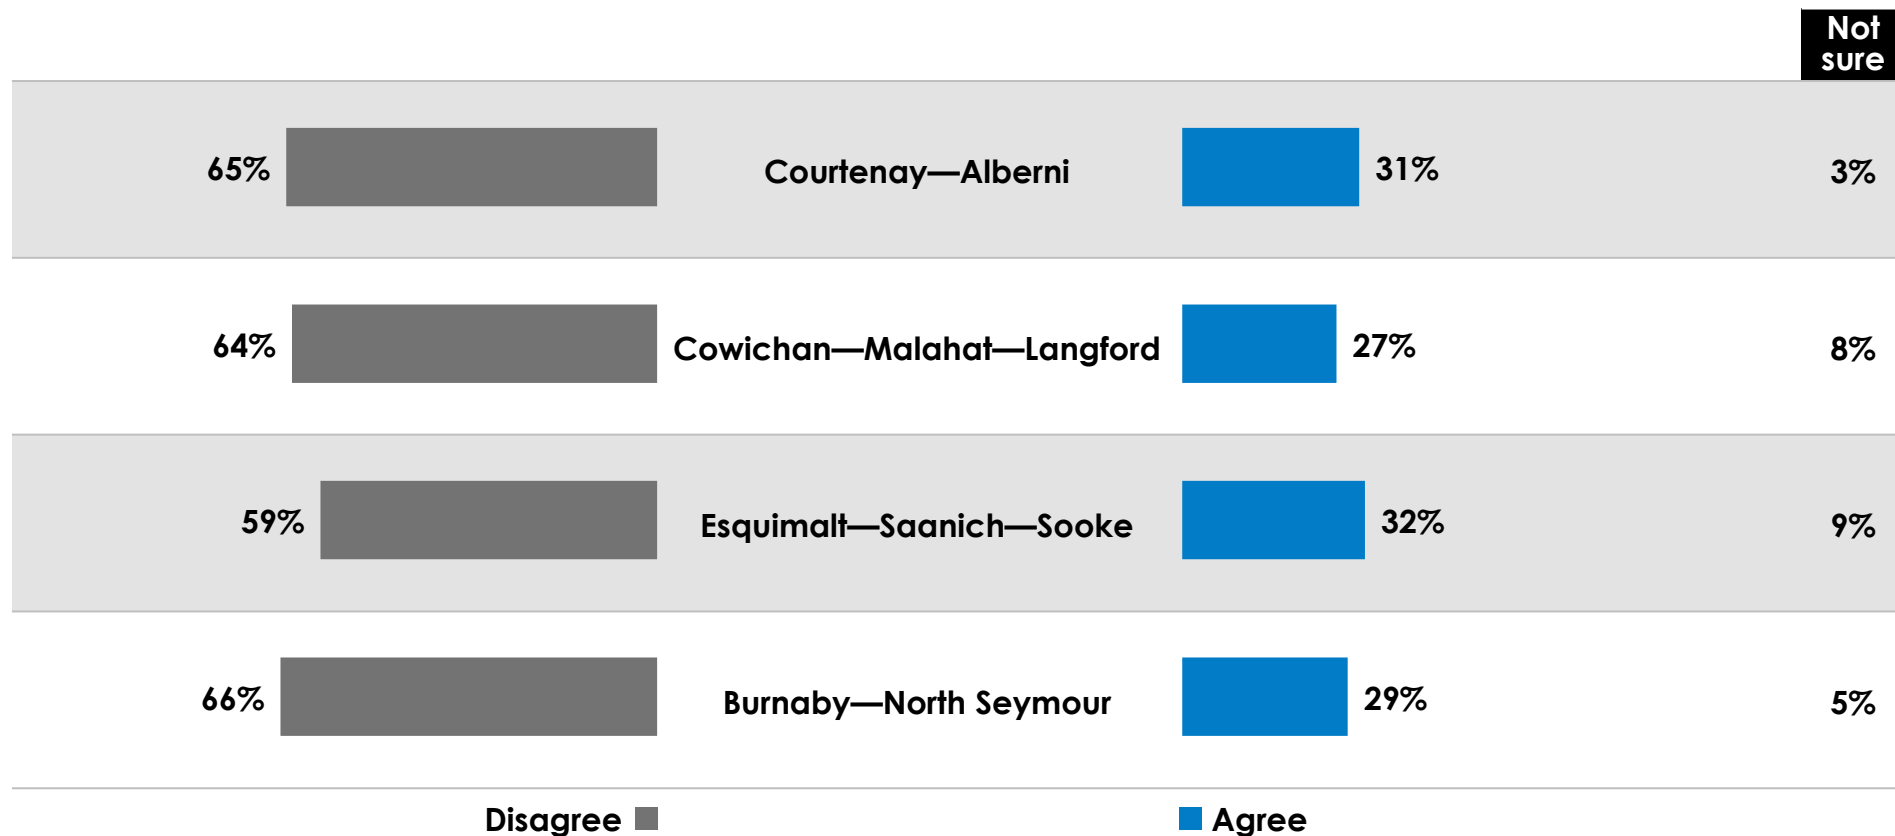 Not
sure
65% Courtenay—Alberni 31% 3%
64% Cowichan—Malahat—Langford 27% 8%
59% Esquimalt—Saanich—Sooke 32% 9%
66% Burnaby—North Seymour 29% 5%
Disagree Agree